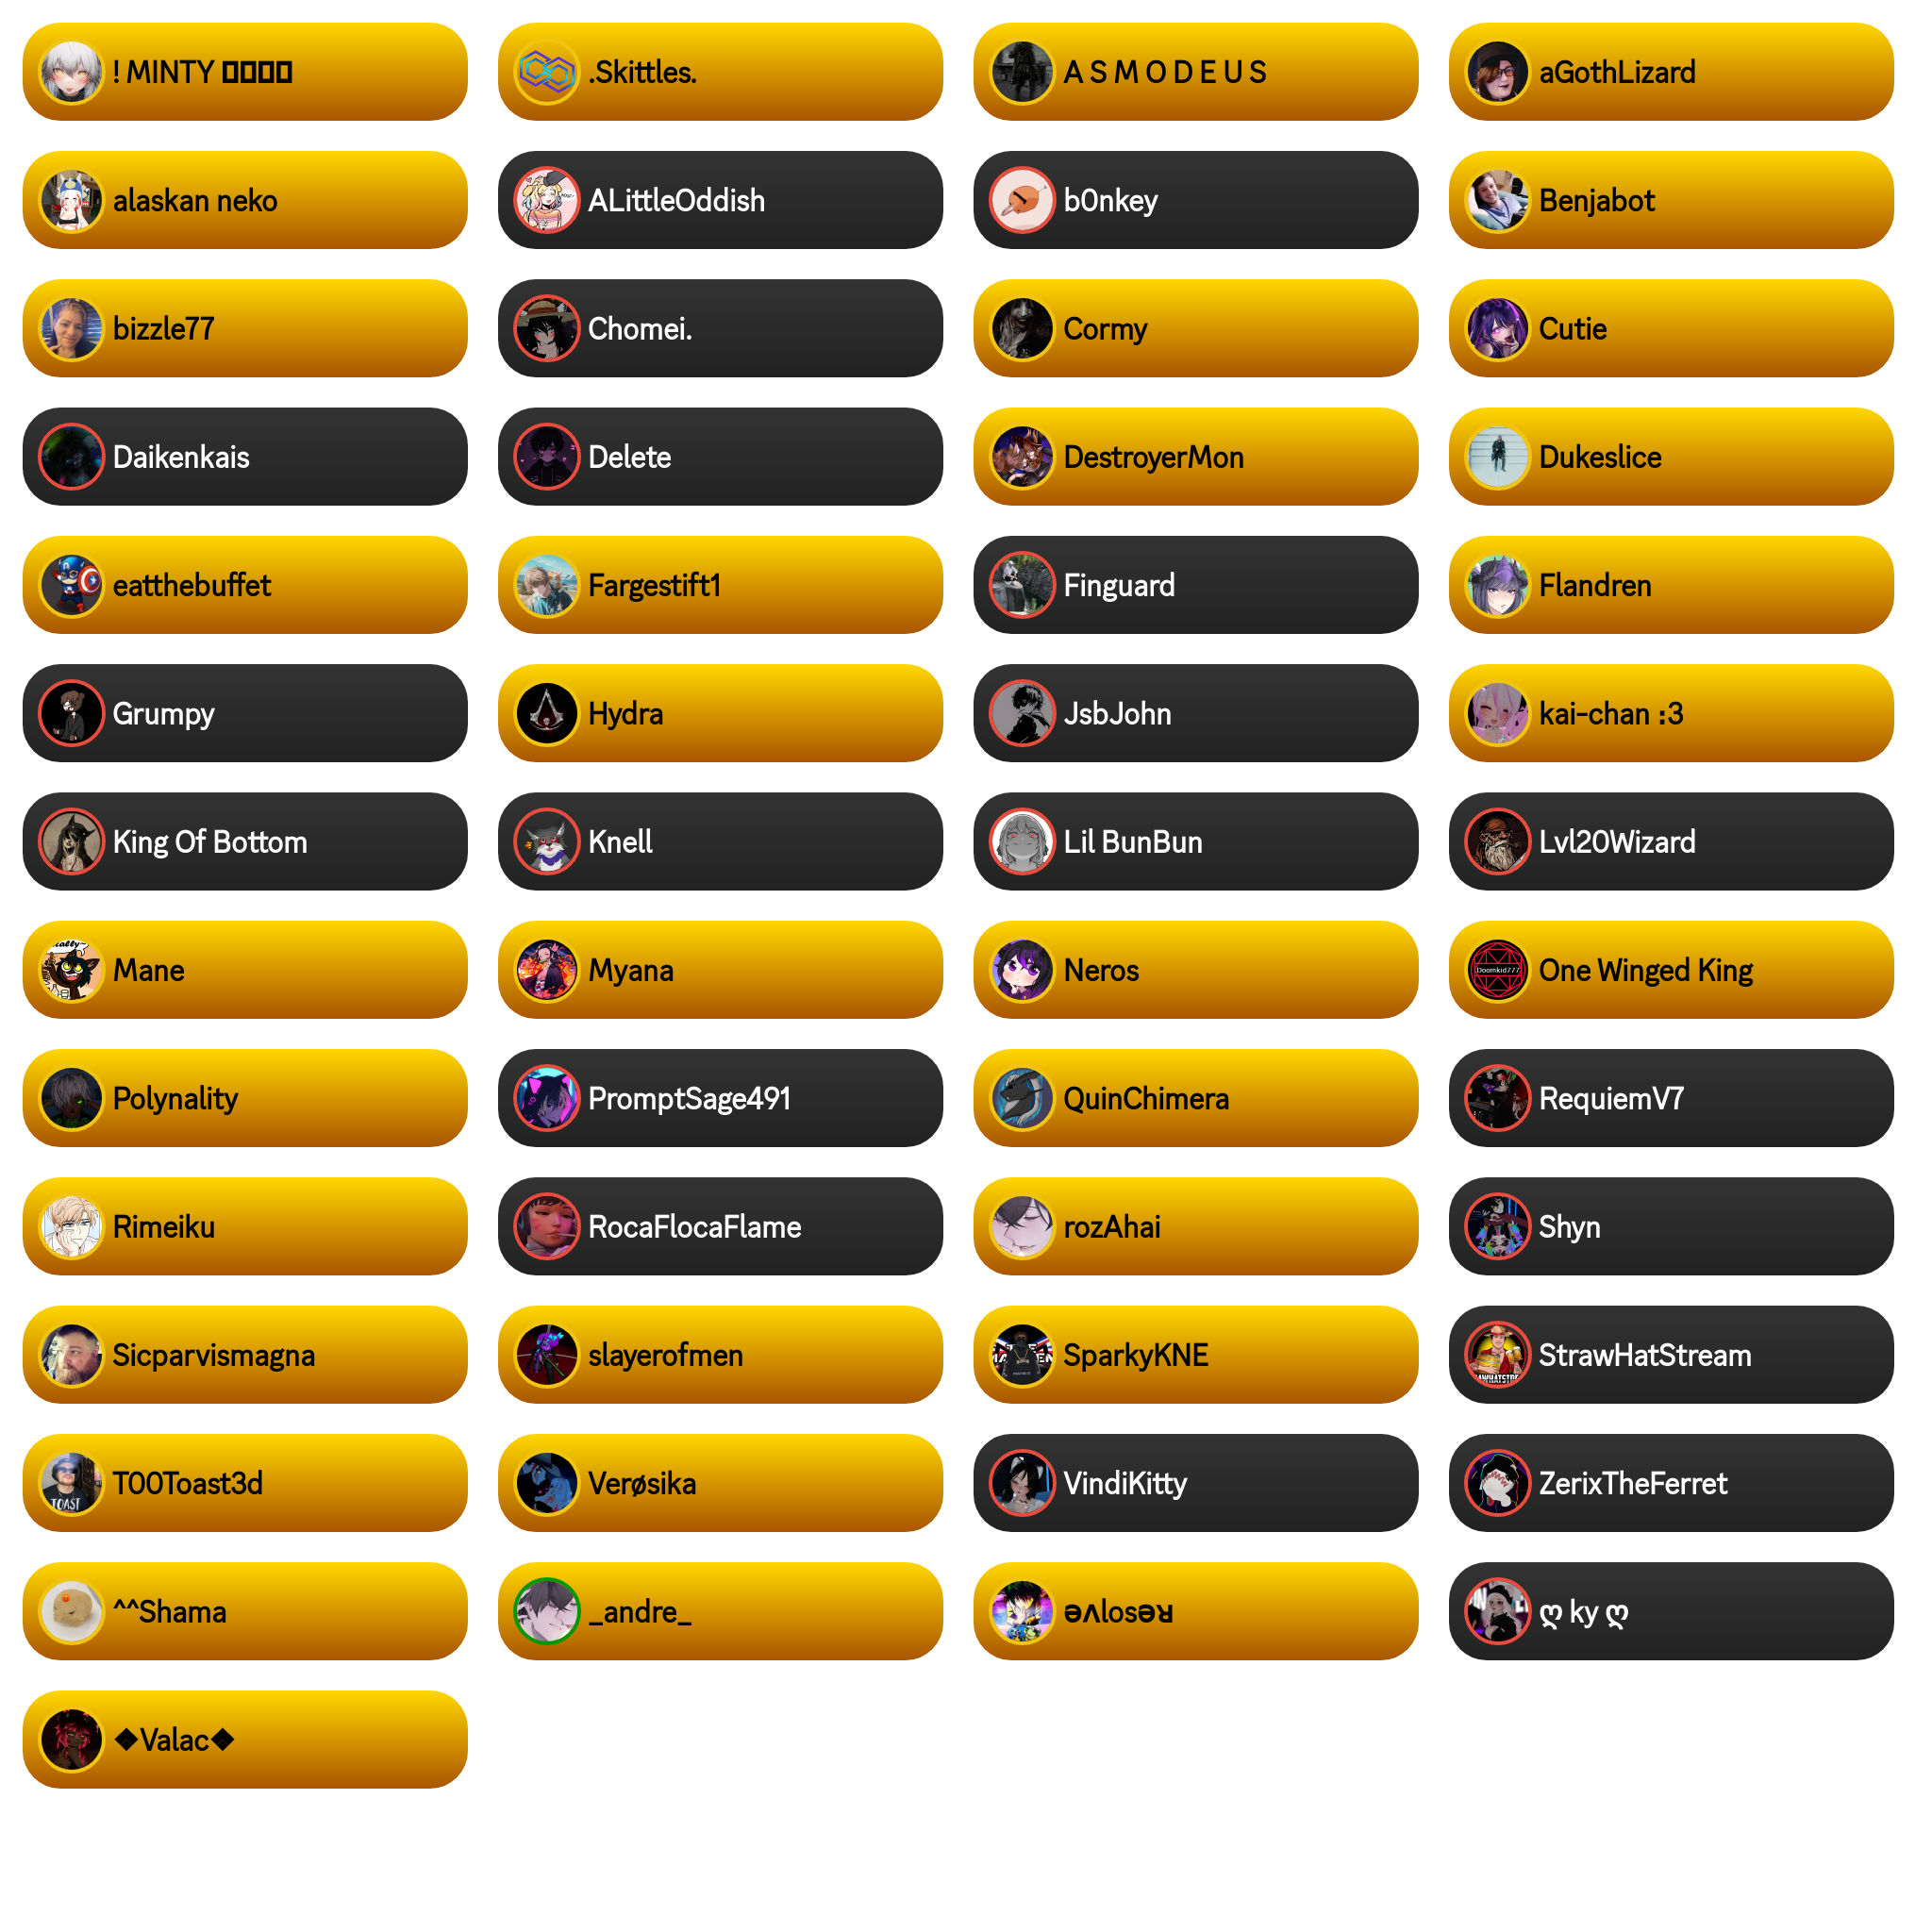 ! MINTY
.Skittles.
A S M O D E U S
aGothLizard
alaskan neko
ALittleOddish
b0nkey
Benjabot
bizzle77
Chomei.
Cormy
Cutie
Daikenkais
Delete
DestroyerMon
Dukeslice
eatthebuffet
Fargestift1
Finguard
Flandren
Grumpy
Hydra
JsbJohn
kai-chan :3
King Of Bottom
Knell
Lil BunBun
Lvl20Wizard
Mane
Myana
Neros
Doomkid777
One Winged King
Polynality
PromptSage491
QuinChimera
RequiemV7
Rimeiku
RocaFlocaFlame
rozAhai
Shyn
Sicparvismagna
slayerofmen
SparkyKNE
StrawHatStream
TOAST
T00Toast3d
Verøsika
VindiKitty
ZerixTheFerret
^^Shama
_andre_
ɘʌlosɘᴚ
ღ ky ღ
❖Valac❖